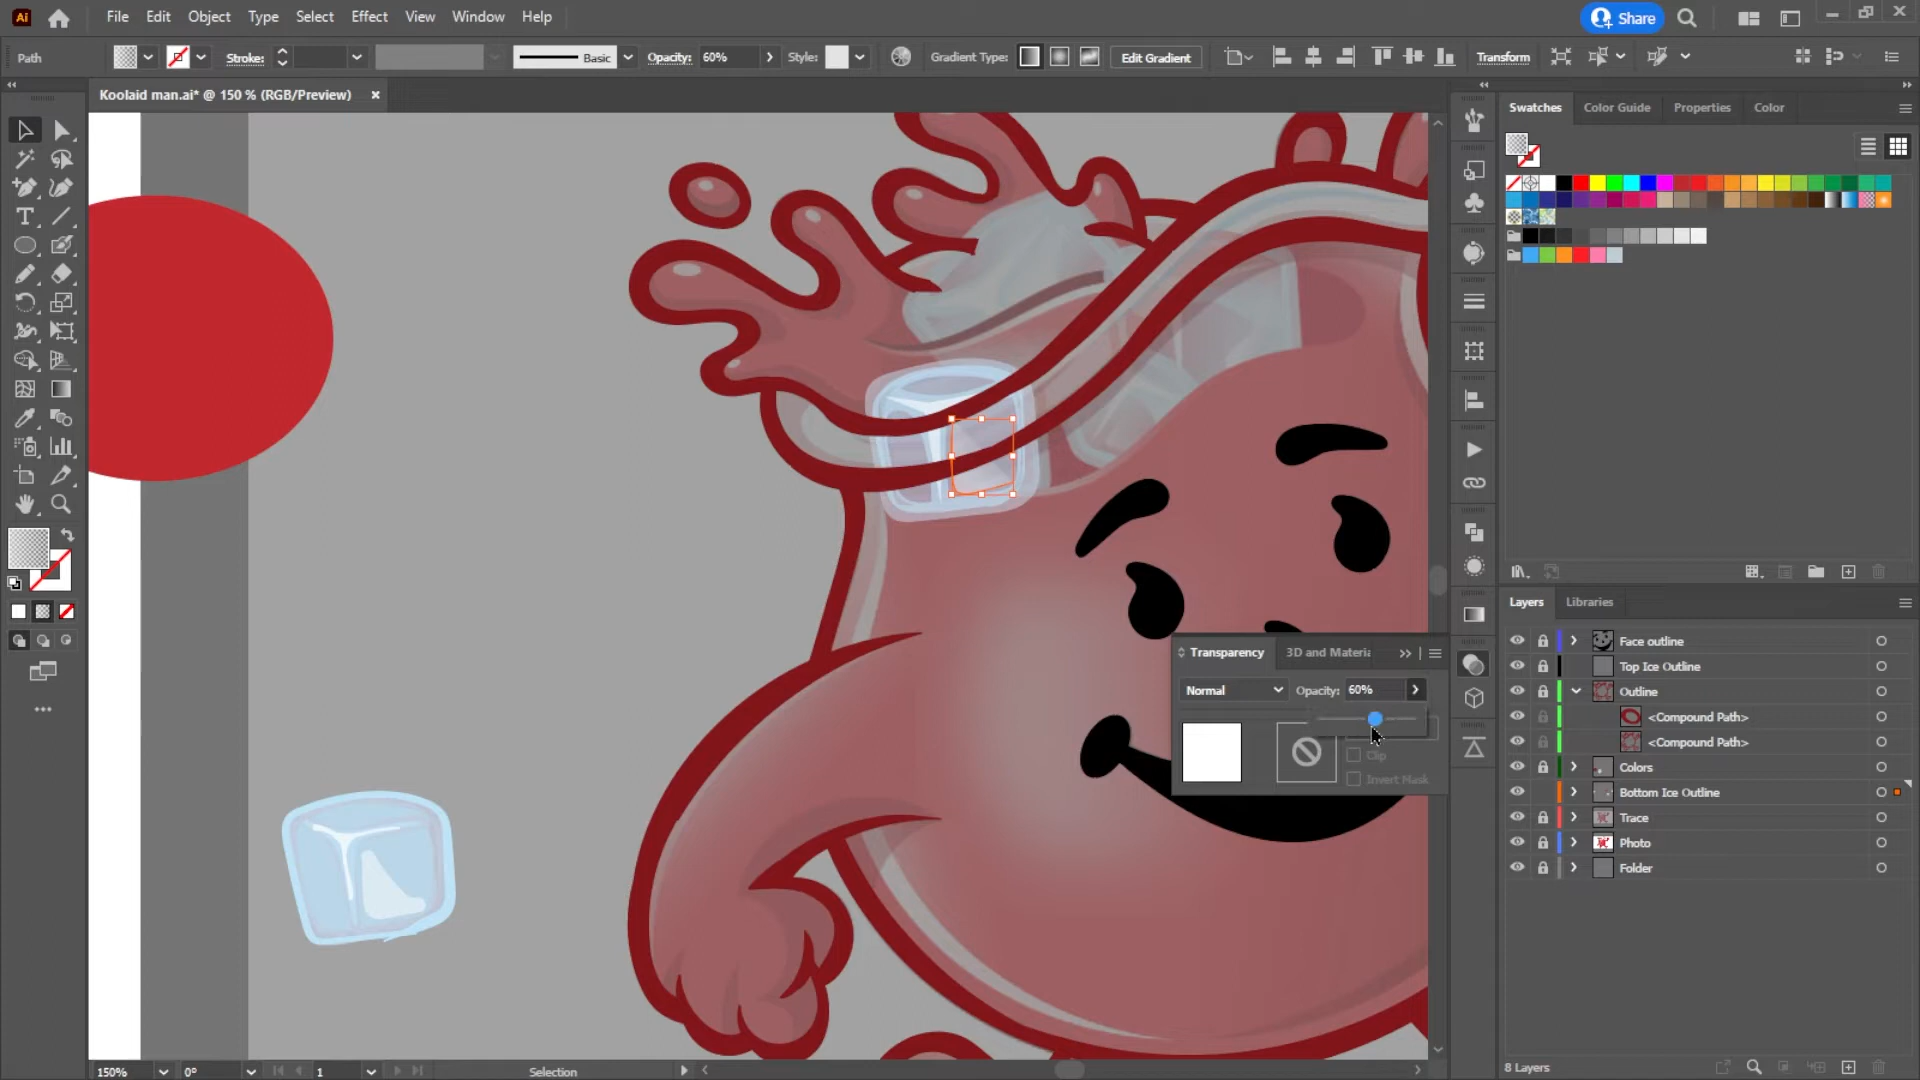 Ai File Edit Object Type Select Effect View Window Help Share
Path Stroke: Basic Opacity: 60% Style: Gradient Type: Edit Gradient Transform
Koolaid man.ai* @ 150 % (RGB/Preview)
Swatches Color Guide Properties Color
Layers Libraries
Face outline
Top Ice Outline
Outline
<Compound Path>
<Compound Path>
Colors
Bottom Ice Outline
Trace
Photo
Folder
Transparency 3D and Materia
Normal Opacity: 60%
Clip
Invert Mask
150% 0° 1 Selection
8 Layers